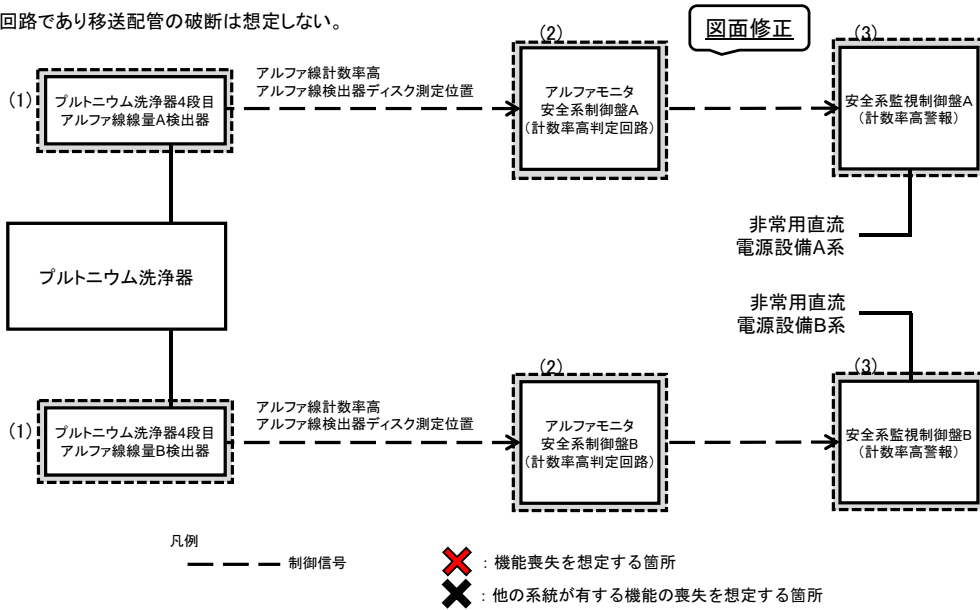 回路であり移送配管の破断は想定しない。
図面修正
(1)
プルトニウム洗浄器4段目
アルファ線線量A検出器
アルファ線計数率高
アルファ線検出器ディスク測定位置
(2)
アルファモニタ
安全系制御盤A
(計数率高判定回路)
(3)
安全系監視制御盤A
(計数率高警報)
非常用直流
電源設備A系
プルトニウム洗浄器
非常用直流
電源設備B系
(1)
プルトニウム洗浄器4段目
アルファ線線量B検出器
アルファ線計数率高
アルファ線検出器ディスク測定位置
(2)
アルファモニタ
安全系制御盤B
(計数率高判定回路)
(3)
安全系監視制御盤B
(計数率高警報)
凡例
制御信号
:機能喪失を想定する箇所
:他の系統が有する機能の喪失を想定する箇所